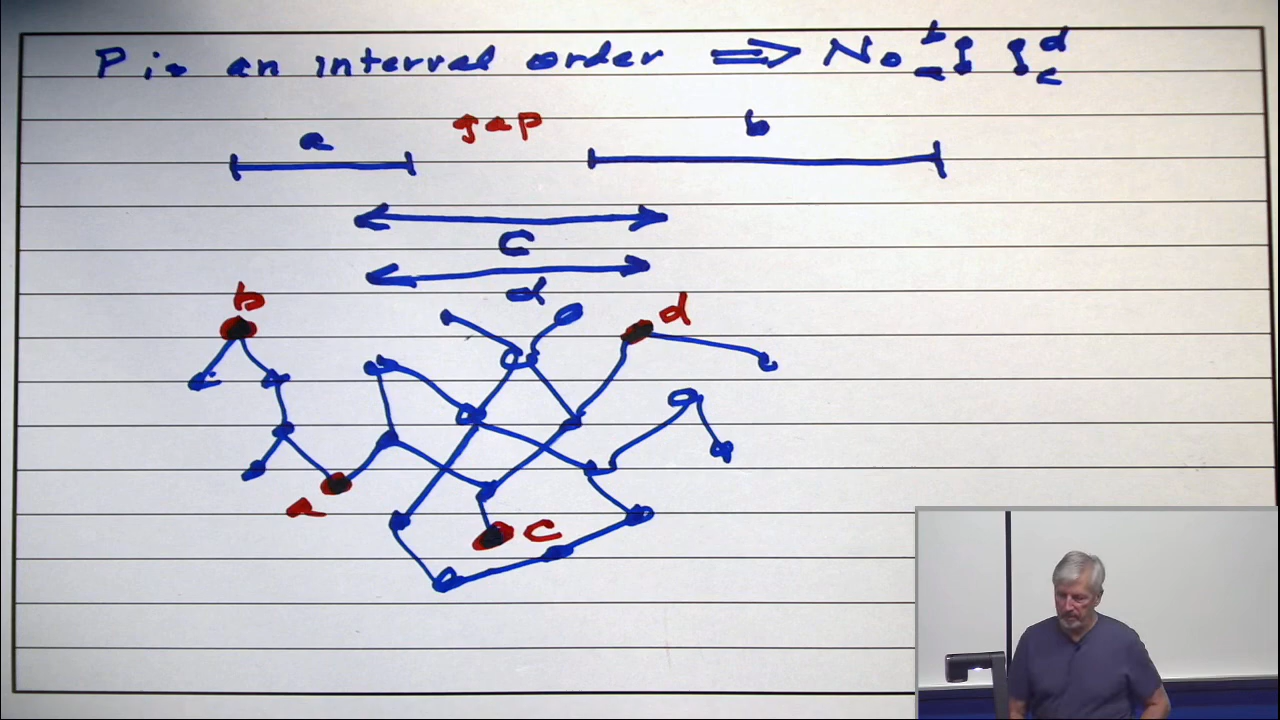 P is an interval order ⟹ No b a d c
a gap b
c
d
b d
a
c